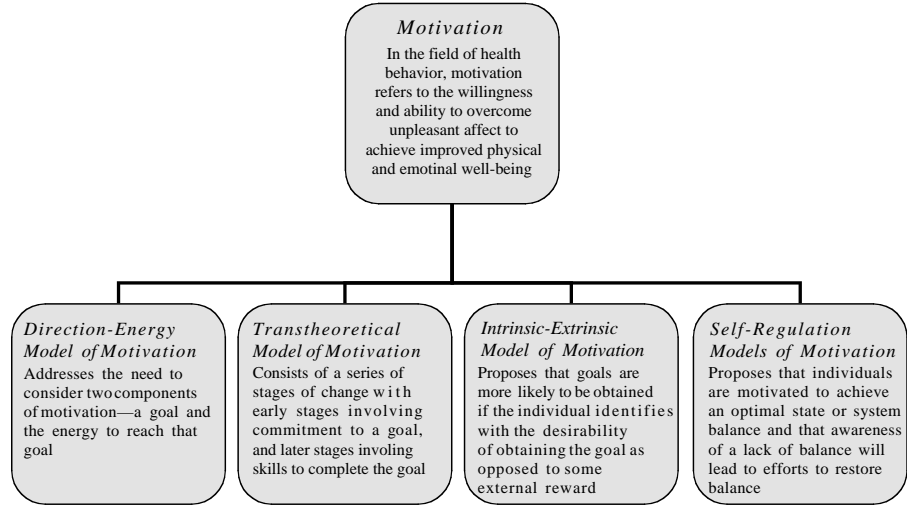 Motivation
In the field of health
behavior, motivation
refers to the willingness
and ability to overcome
unpleasant affect to
achieve improved physical
and emotinal well-being
Direction-Energy
Model of Motivation
Addresses the need to
consider two components
of motivation—a goal and
the energy to reach that
goal
Transtheoretical
Model of Motivation
Consists of a series of
stages of change with
early stages involving
commitment to a goal,
and later stages involing
skills to complete the goal
Intrinsic-Extrinsic
Model of Motivation
Proposes that goals are
more likely to be obtained
if the individual identifies
with the desirability
of obtaining the goal as
opposed to some
external reward
Self-Regulation
Models of Motivation
Proposes that individuals
are motivated to achieve
an optimal state or system
balance and that awareness
of a lack of balance will
lead to efforts to restore
balance